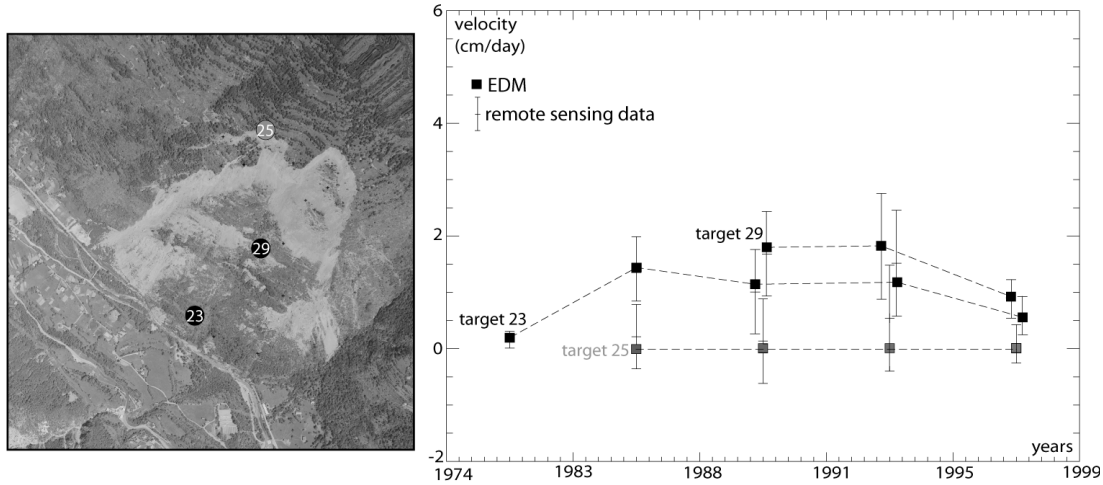 25
29
23
velocity
(cm/day)
EDM
remote sensing data
target 29
target 23
target 25
years
6
4
2
0
-2
1974
1983
1988
1991
1995
1999